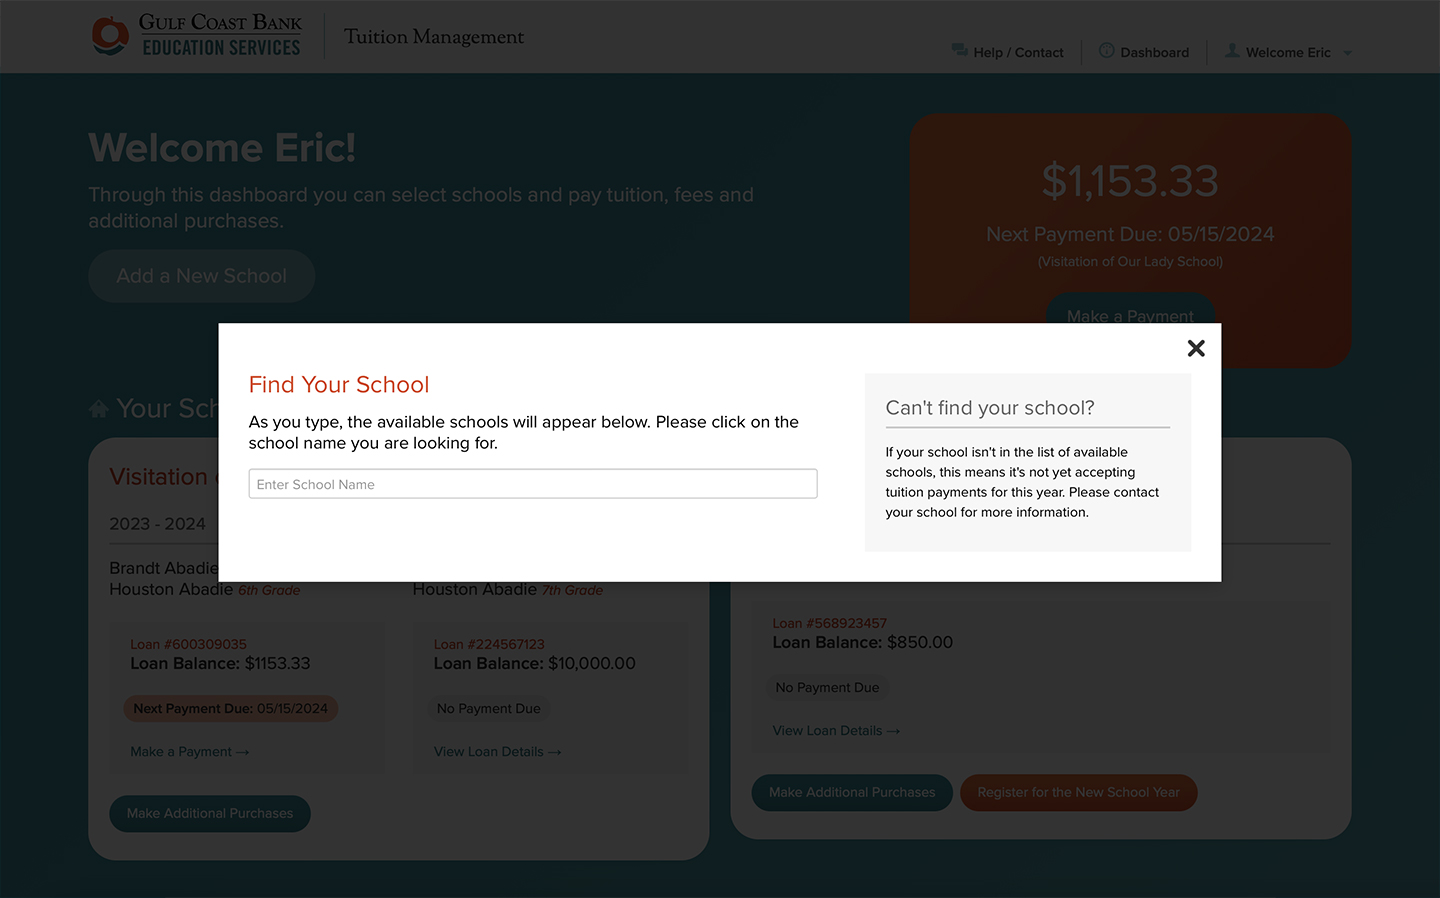 GULF COAST BANK
EDUCATION SERVICES
Tuition Management
Help / Contact
Dashboard
Welcome Eric
Welcome Eric!
Through this dashboard you can select schools and pay tuition, fees and
additional purchases.
Add a New School
$1,153.33
Next Payment Due: 05/15/2024
(Visitation of Our Lady School)
Make a Payment
Find Your School
As you type, the available schools will appear below. Please click on the
school name you are looking for.
Enter School Name
Can't find your school?
If your school isn't in the list of available
schools, this means it's not yet accepting
tuition payments for this year. Please contact
your school for more information.
Your Sch
Visitation
2023 - 2024
Brandt Abadie
Houston Abadie 6th Grade
Loan #600309035
Loan Balance: $1153.33
Next Payment Due: 05/15/2024
Make a Payment →
Houston Abadie 7th Grade
Loan #224567123
Loan Balance: $10,000.00
No Payment Due
View Loan Details →
Make Additional Purchases
Loan #568923457
Loan Balance: $850.00
No Payment Due
View Loan Details →
Make Additional Purchases
Register for the New School Year